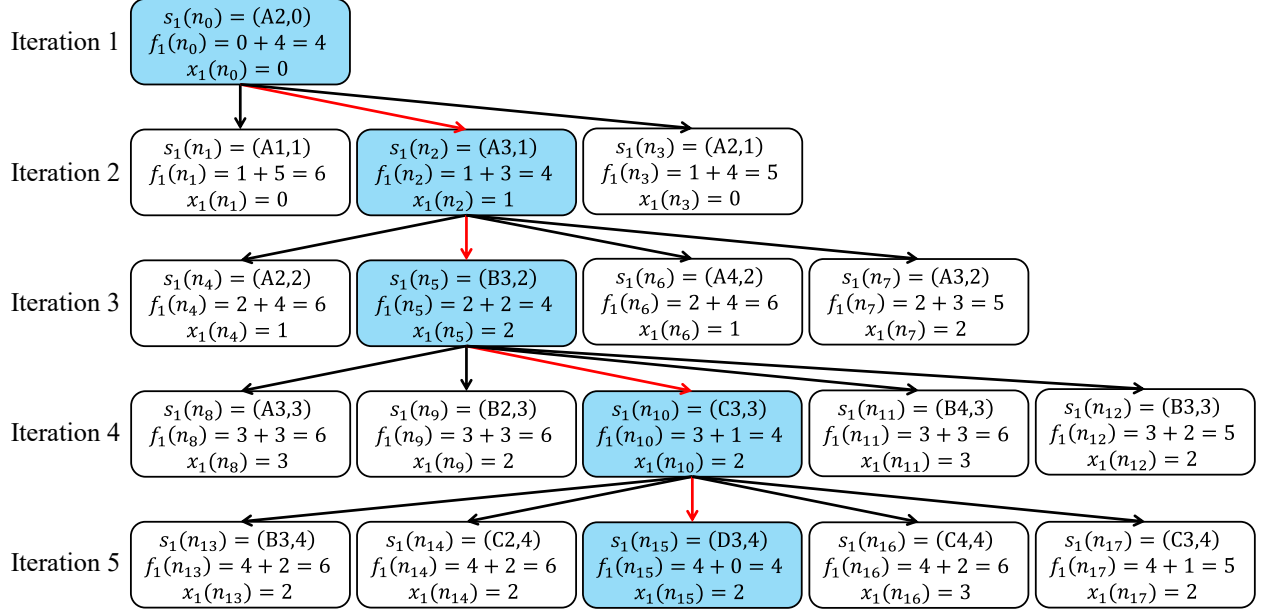 Iteration 1
s₁(n₀) = (A2,0)
f₁(n₀) = 0 + 4 = 4
x₁(n₀) = 0
Iteration 2
s₁(n₁) = (A1,1)
f₁(n₁) = 1 + 5 = 6
x₁(n₁) = 0
s₁(n₂) = (A3,1)
f₁(n₂) = 1 + 3 = 4
x₁(n₂) = 1
s₁(n₃) = (A2,1)
f₁(n₃) = 1 + 4 = 5
x₁(n₃) = 0
Iteration 3
s₁(n₄) = (A2,2)
f₁(n₄) = 2 + 4 = 6
x₁(n₄) = 1
s₁(n₅) = (B3,2)
f₁(n₅) = 2 + 2 = 4
x₁(n₅) = 2
s₁(n₆) = (A4,2)
f₁(n₆) = 2 + 4 = 6
x₁(n₆) = 1
s₁(n₇) = (A3,2)
f₁(n₇) = 2 + 3 = 5
x₁(n₇) = 2
Iteration 4
s₁(n₈) = (A3,3)
f₁(n₈) = 3 + 3 = 6
x₁(n₈) = 3
s₁(n₉) = (B2,3)
f₁(n₉) = 3 + 3 = 6
x₁(n₉) = 2
s₁(n₁₀) = (C3,3)
f₁(n₁₀) = 3 + 1 = 4
x₁(n₁₀) = 2
s₁(n₁₁) = (B4,3)
f₁(n₁₁) = 3 + 3 = 6
x₁(n₁₁) = 3
s₁(n₁₂) = (B3,3)
f₁(n₁₂) = 3 + 2 = 5
x₁(n₁₂) = 2
Iteration 5
s₁(n₁₃) = (B3,4)
f₁(n₁₃) = 4 + 2 = 6
x₁(n₁₃) = 2
s₁(n₁₄) = (C2,4)
f₁(n₁₄) = 4 + 2 = 6
x₁(n₁₄) = 2
s₁(n₁₅) = (D3,4)
f₁(n₁₅) = 4 + 0 = 4
x₁(n₁₅) = 2
s₁(n₁₆) = (C4,4)
f₁(n₁₆) = 4 + 2 = 6
x₁(n₁₆) = 3
s₁(n₁₇) = (C3,4)
f₁(n₁₇) = 4 + 1 = 5
x₁(n₁₇) = 2